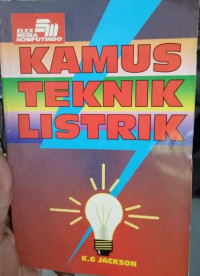 ELEX
MEDIA
KOMPUTINDO
KAMUS
TEKNIK
LISTRIK
K.G JACKSON